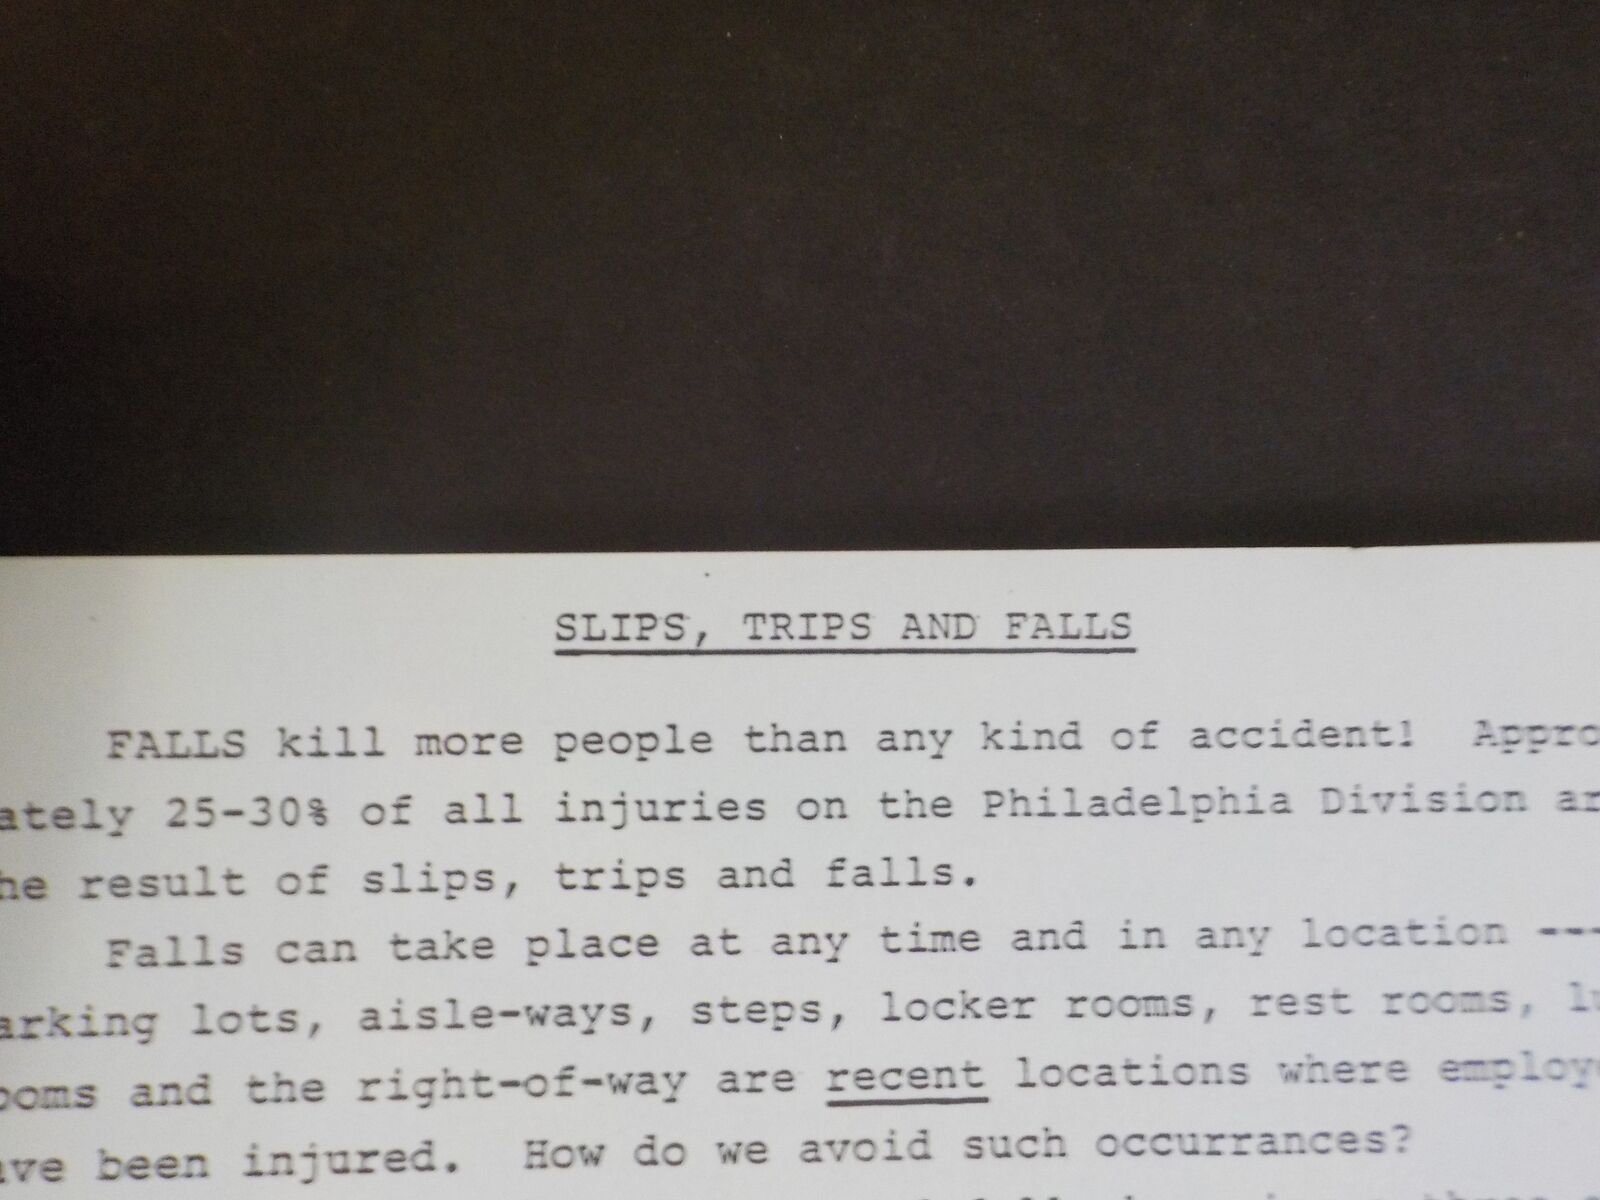 SLIPS, TRIPS AND FALLS
FALLS kill more people than any kind of accident! Appro
ately 25-30% of all injuries on the Philadelphia Division ar
he result of slips, trips and falls.
Falls can take place at any time and in any location ---
arking lots, aisle-ways, steps, locker rooms, rest rooms, lu
ooms and the right-of-way are recent locations where employe
ave been injured. How do we avoid such occurrances?